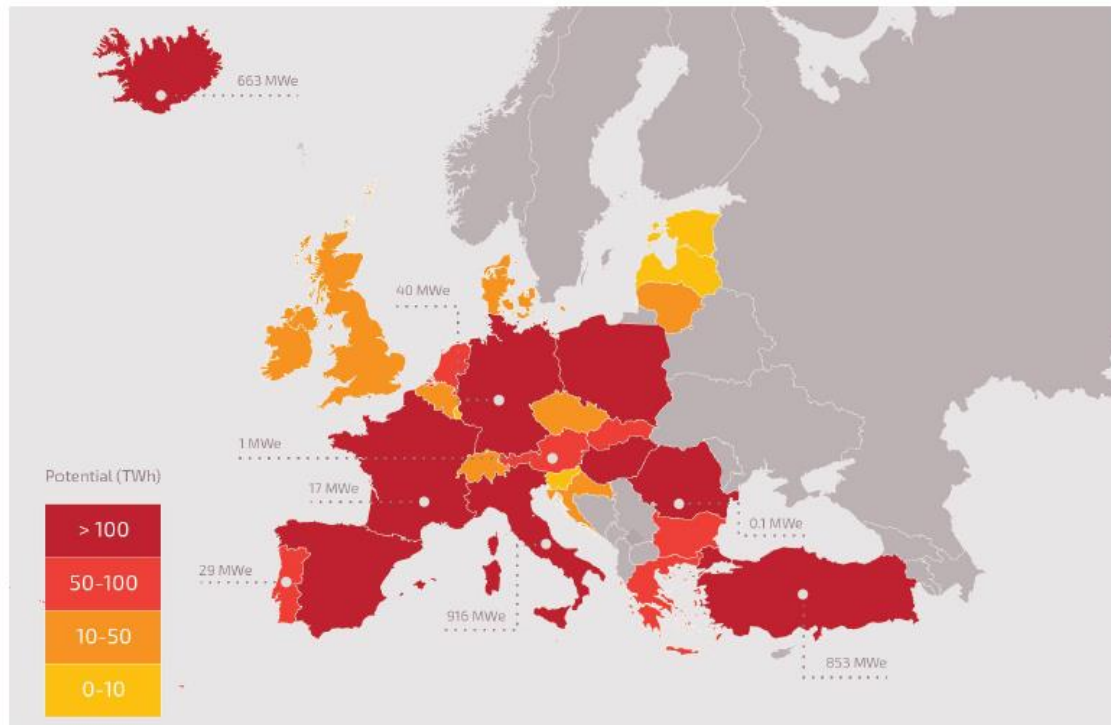 663 MWe
40 MWe
1 MWe
17 MWe
29 MWe
916 MWe
0.1 MWe
853 MWe
Potential (TWh)
> 100
50-100
10-50
0-10